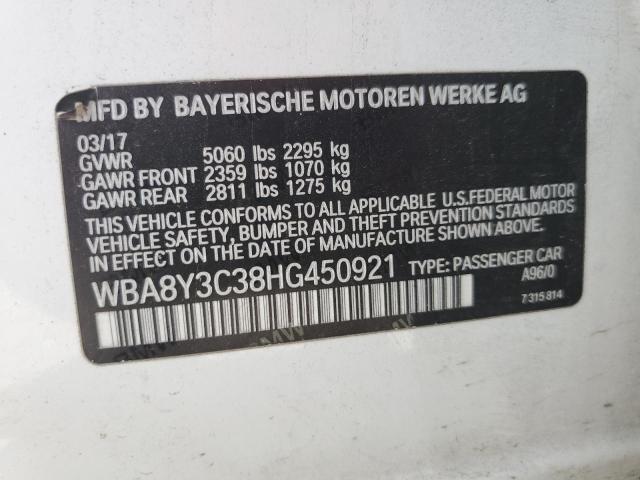 MFD BY BAYERISCHE MOTOREN WERKE AG
03/17
GVWR 5060 lbs 2295 kg
GAWR FRONT 2359 lbs 1070 kg
GAWR REAR 2811 lbs 1275 kg
THIS VEHICLE CONFORMS TO ALL APPLICABLE U.S.FEDERAL MOTOR
VEHICLE SAFETY, BUMPER AND THEFT PREVENTION STANDARDS
IN EFFECT ON THE DATE OF MANUFACTURE SHOWN ABOVE.
WBA8Y3C38HG450921 TYPE: PASSENGER CAR
A96/0
7 315 814